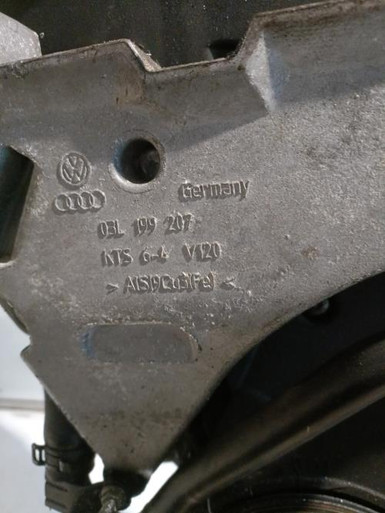 Germany
03L 199 207
KTS 6-4 V120
> AlSi9Cu3(Fe) <